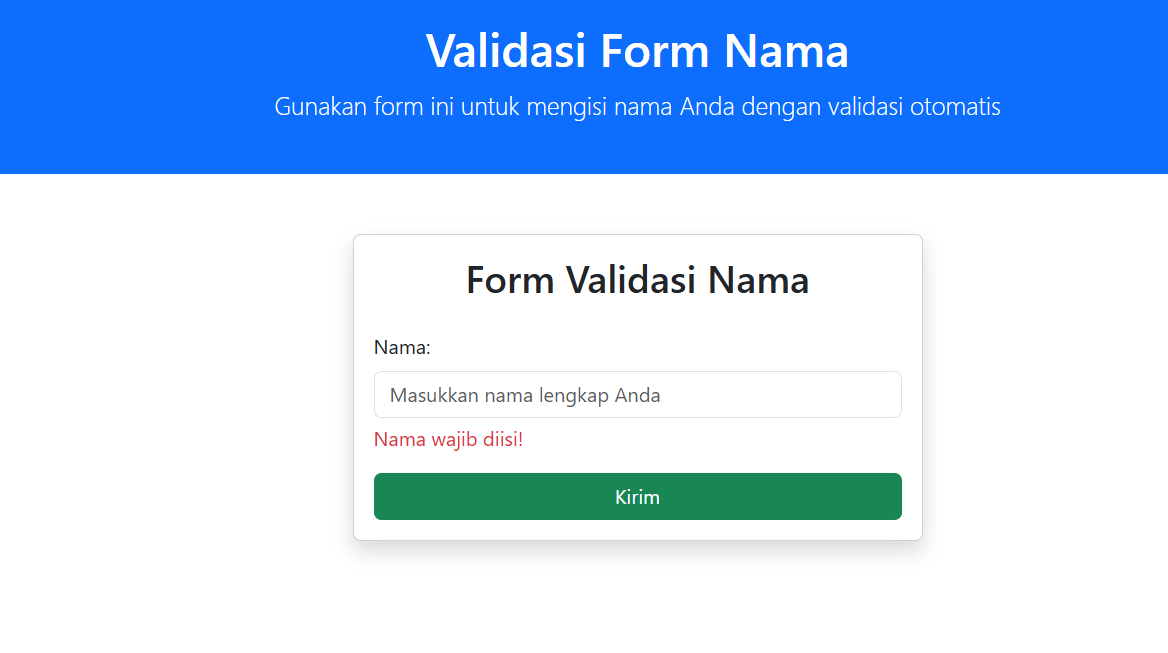 Validasi Form Nama
Gunakan form ini untuk mengisi nama Anda dengan validasi otomatis
Form Validasi Nama
Nama:
Masukkan nama lengkap Anda
Nama wajib diisi!
Kirim